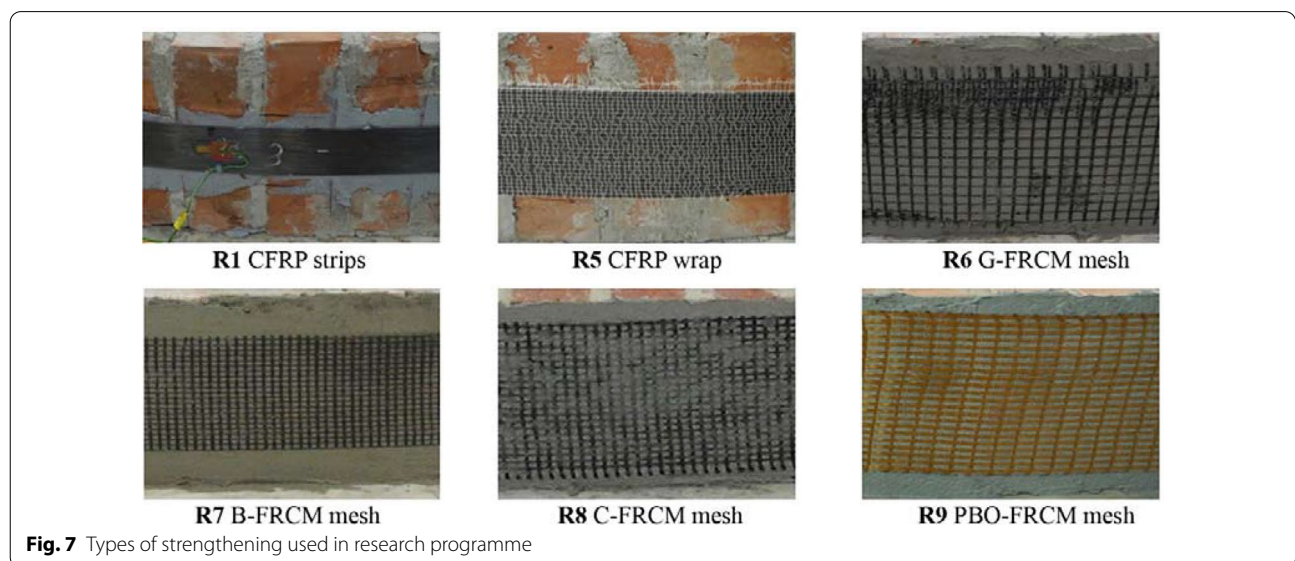 3
R1 CFRP strips
R5 CFRP wrap
R6 G-FRCM mesh
R7 B-FRCM mesh
R8 C-FRCM mesh
R9 PBO-FRCM mesh
Fig. 7 Types of strengthening used in research programme